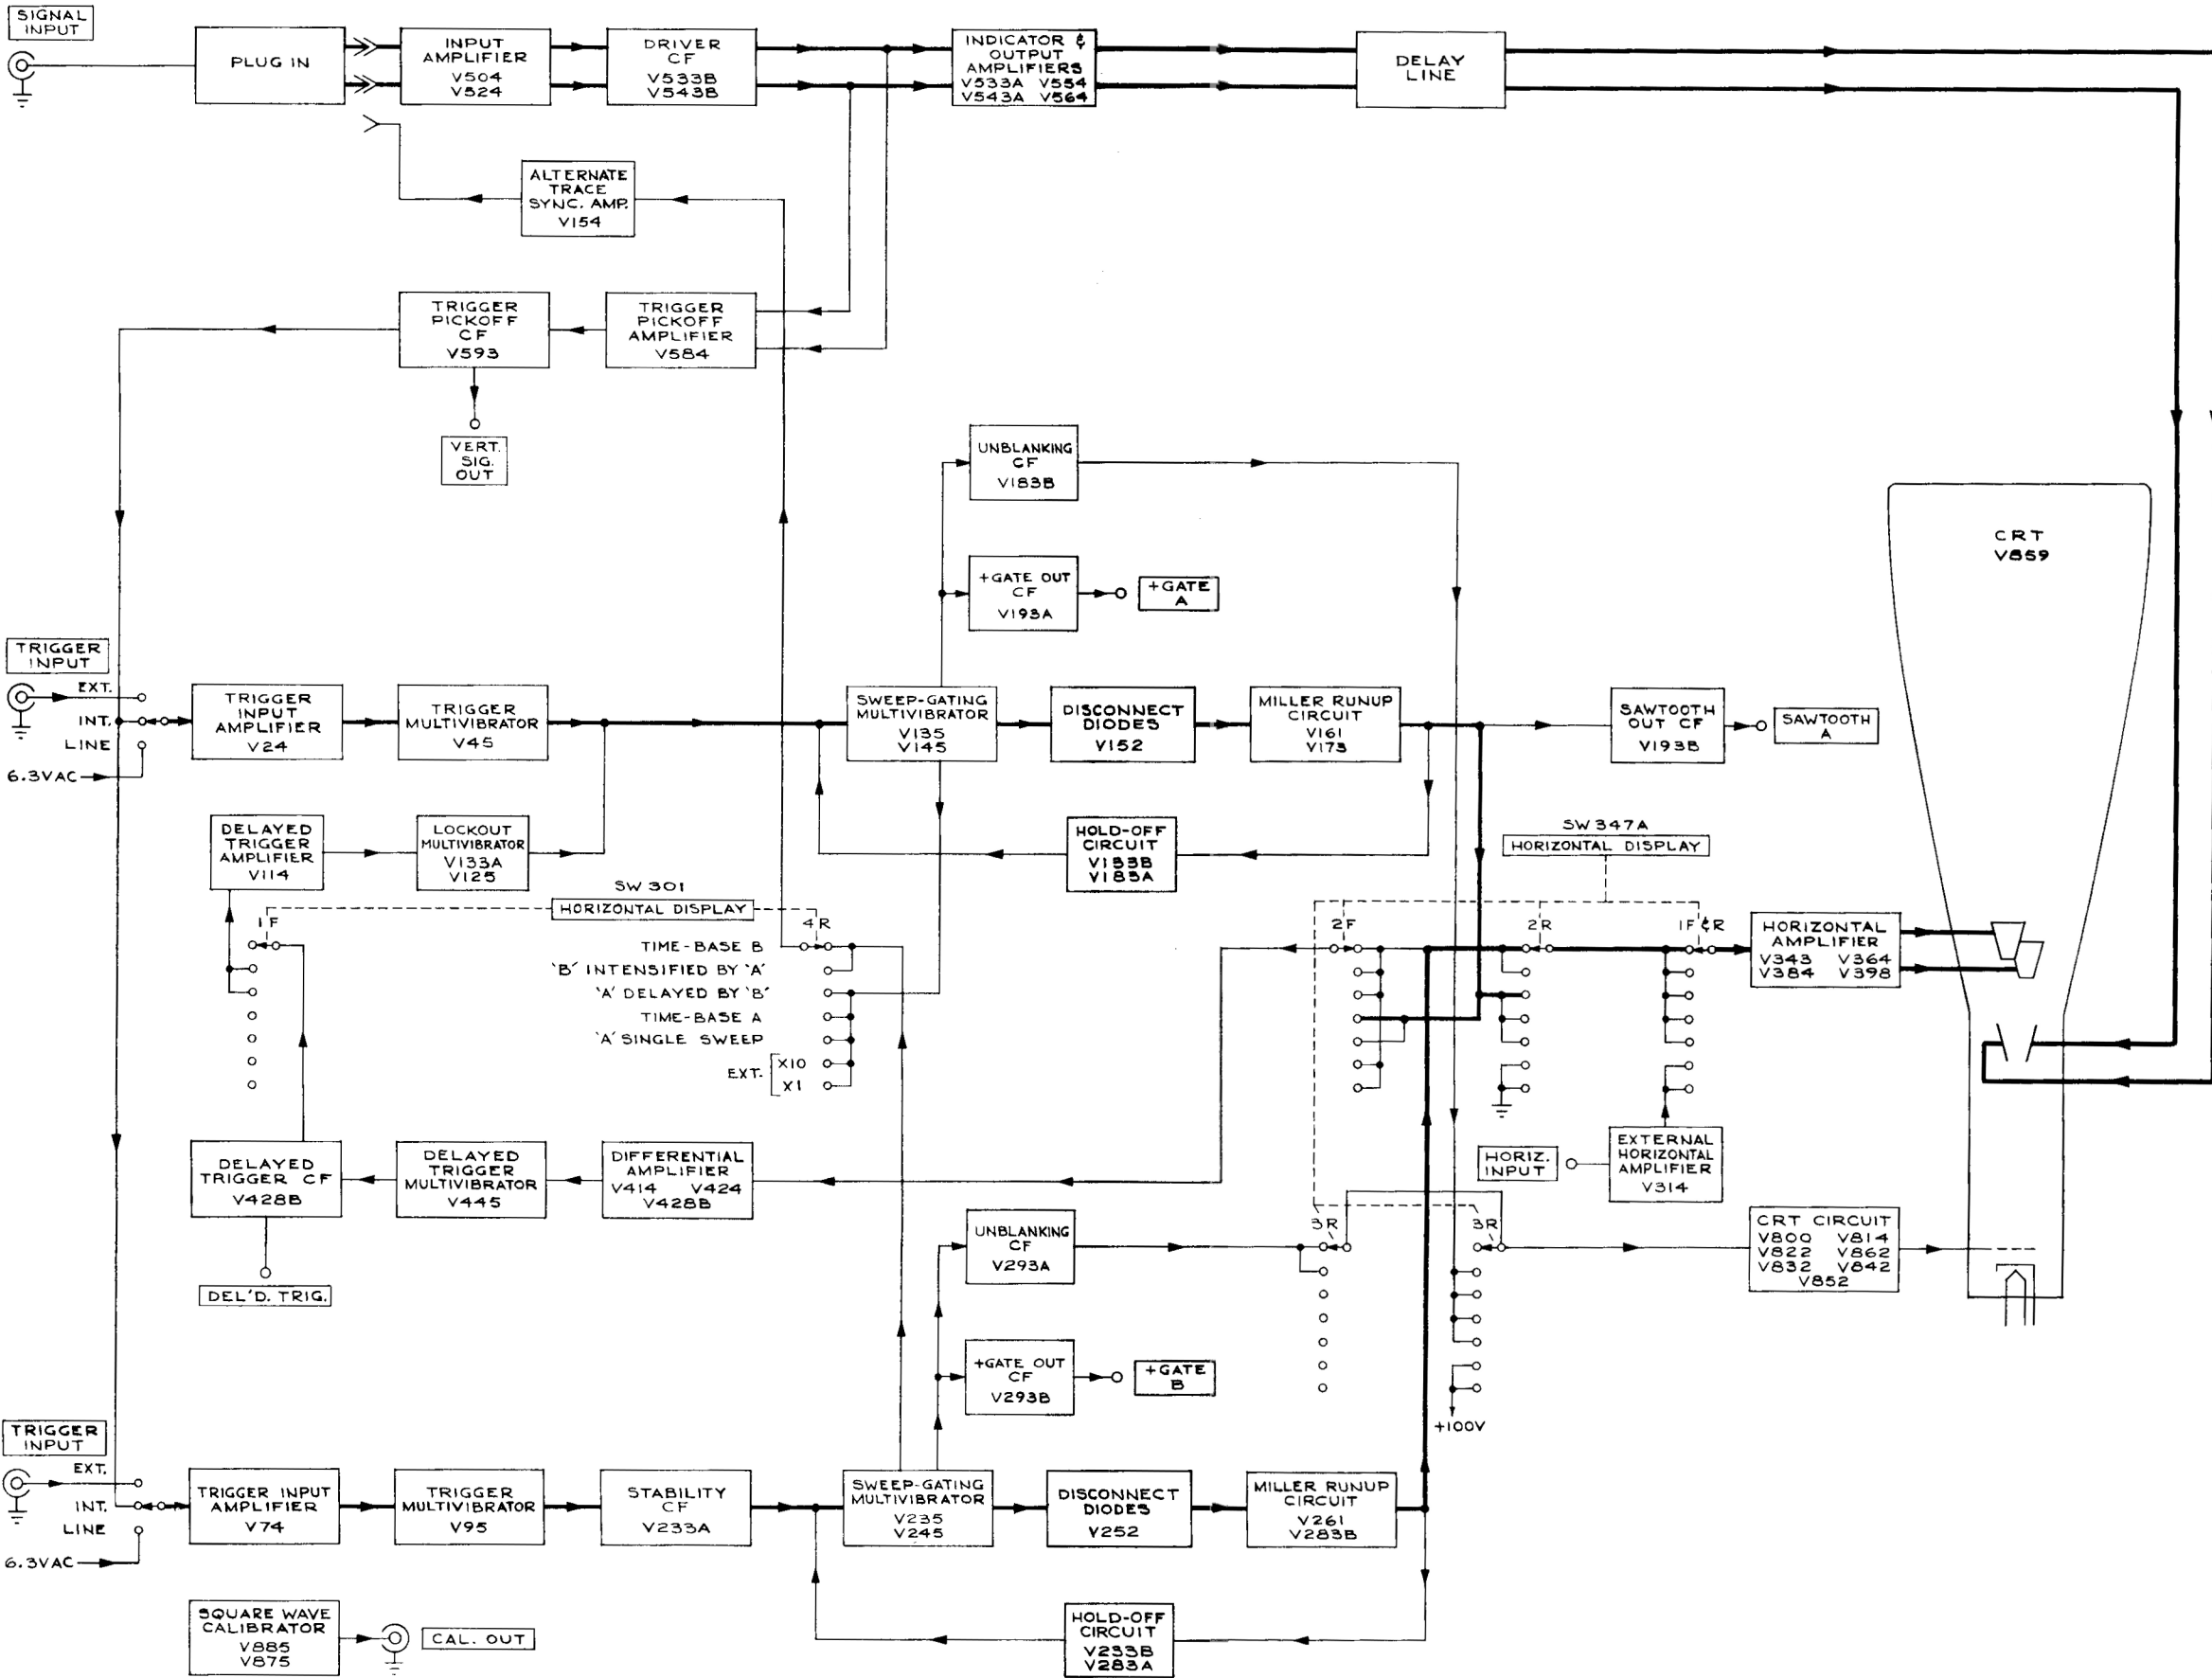 SIGNAL
INPUT
PLUG IN
INPUT
AMPLIFIER
V504
V524
DRIVER
CF
V533B
V543B
INDICATOR &
OUTPUT
AMPLIFIERS
V533A V554
V543A V564
DELAY
LINE
ALTERNATE
TRACE
SYNC. AMP.
V154
TRIGGER
PICKOFF
CF
V593
TRIGGER
PICKOFF
AMPLIFIER
V584
VERT.
SIG.
OUT
UNBLANKING
CF
V183B
+GATE OUT
CF
V193A
+GATE
A
CRT
V859
TRIGGER
INPUT
EXT.
INT.
LINE
6.3VAC
TRIGGER
INPUT
AMPLIFIER
V24
TRIGGER
MULTIVIBRATOR
V45
SWEEP-GATING
MULTIVIBRATOR
V135
V145
DISCONNECT
DIODES
V152
MILLER RUNUP
CIRCUIT
V161
V173
SAWTOOTH
OUT CF
V193B
SAWTOOTH
A
DELAYED
TRIGGER
AMPLIFIER
V114
LOCKOUT
MULTIVIBRATOR
V133A
V125
HOLD-OFF
CIRCUIT
V133B
V183A
SW 347A
HORIZONTAL DISPLAY
SW 301
HORIZONTAL DISPLAY
1F
4R
2F
2R
1F & R
TIME-BASE B
'B' INTENSIFIED BY 'A'
'A' DELAYED BY 'B'
TIME-BASE A
'A' SINGLE SWEEP
EXT.
X10
X1
HORIZONTAL
AMPLIFIER
V343 V364
V384 V398
DELAYED
TRIGGER CF
V428B
DELAYED
TRIGGER
MULTIVIBRATOR
V445
DIFFERENTIAL
AMPLIFIER
V414 V424
V428B
HORIZ.
INPUT
EXTERNAL
HORIZONTAL
AMPLIFIER
V314
DEL'D. TRIG.
UNBLANKING
CF
V293A
3R
3R
CRT CIRCUIT
V800 V814
V822 V862
V832 V842
V852
+GATE OUT
CF
V293B
+GATE
B
+100V
TRIGGER
INPUT
EXT.
INT.
LINE
6.3VAC
TRIGGER INPUT
AMPLIFIER
V74
TRIGGER
MULTIVIBRATOR
V95
STABILITY
CF
V233A
SWEEP-GATING
MULTIVIBRATOR
V235
V245
DISCONNECT
DIODES
V252
MILLER RUNUP
CIRCUIT
V261
V283B
SQUARE WAVE
CALIBRATOR
V885
V875
CAL. OUT
HOLD-OFF
CIRCUIT
V233B
V283A